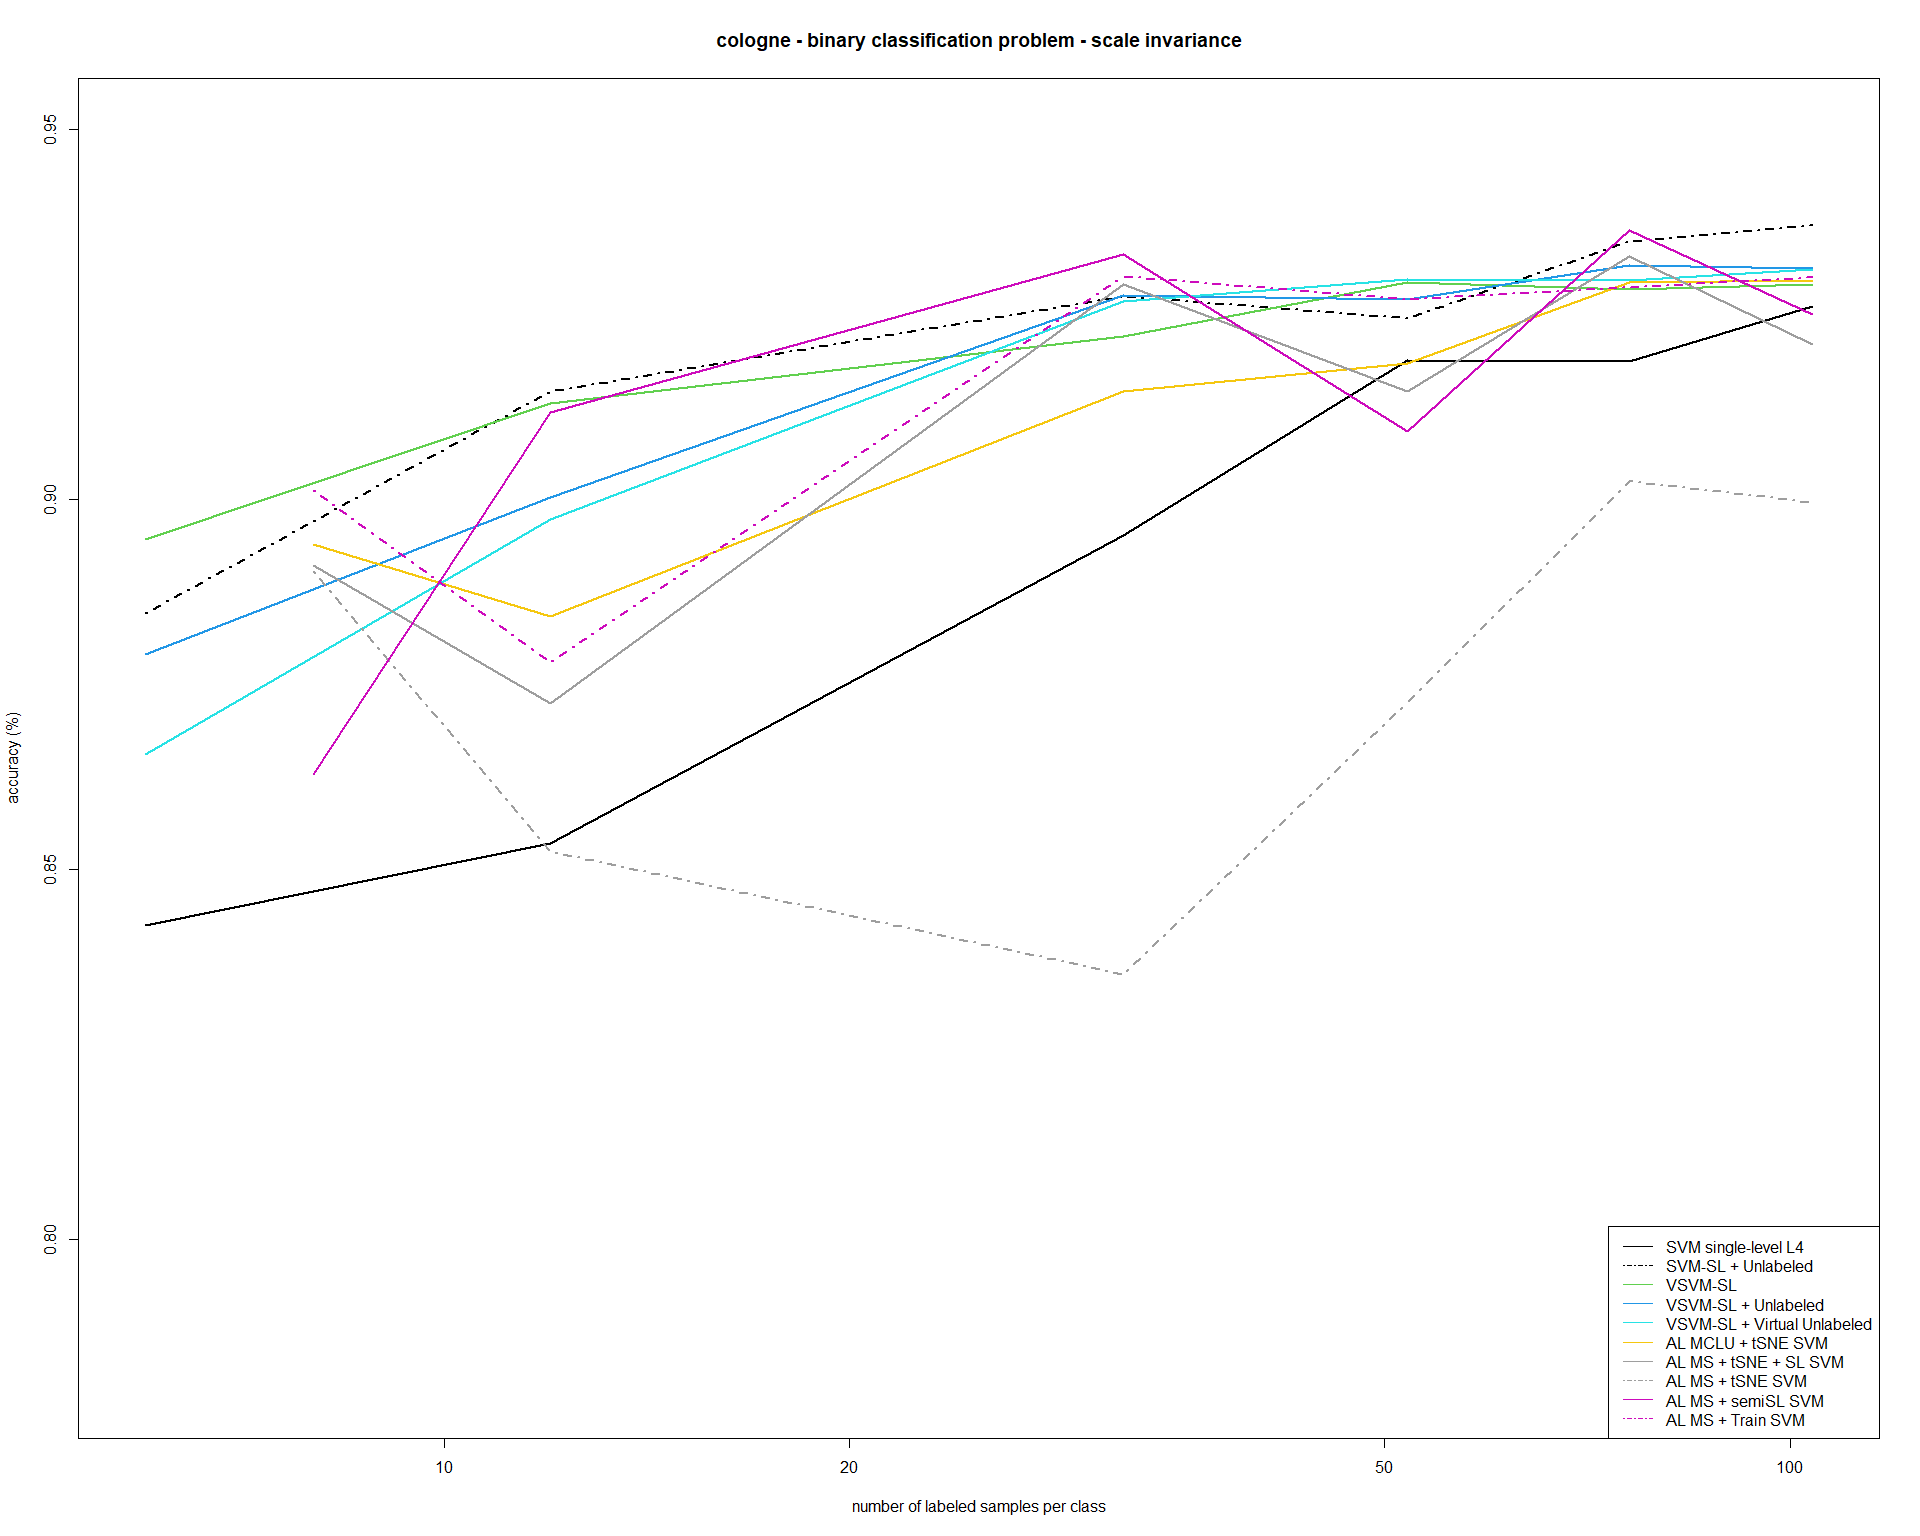 cologne - binary classification problem - scale invariance
0.95
0.90
0.85
0.80
accuracy (%)
10
20
50
100
number of labeled samples per class
SVM single-level L4
SVM-SL + Unlabeled
VSVM-SL
VSVM-SL + Unlabeled
VSVM-SL + Virtual Unlabeled
AL MCLU + tSNE SVM
AL MS + tSNE + SL SVM
AL MS + tSNE SVM
AL MS + semiSL SVM
AL MS + Train SVM